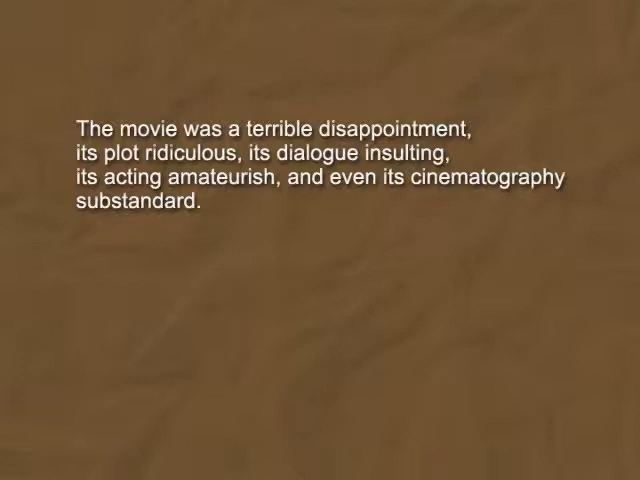 The movie was a terrible disappointment,
its plot ridiculous, its dialogue insulting,
its acting amateurish, and even its cinematography
substandard.